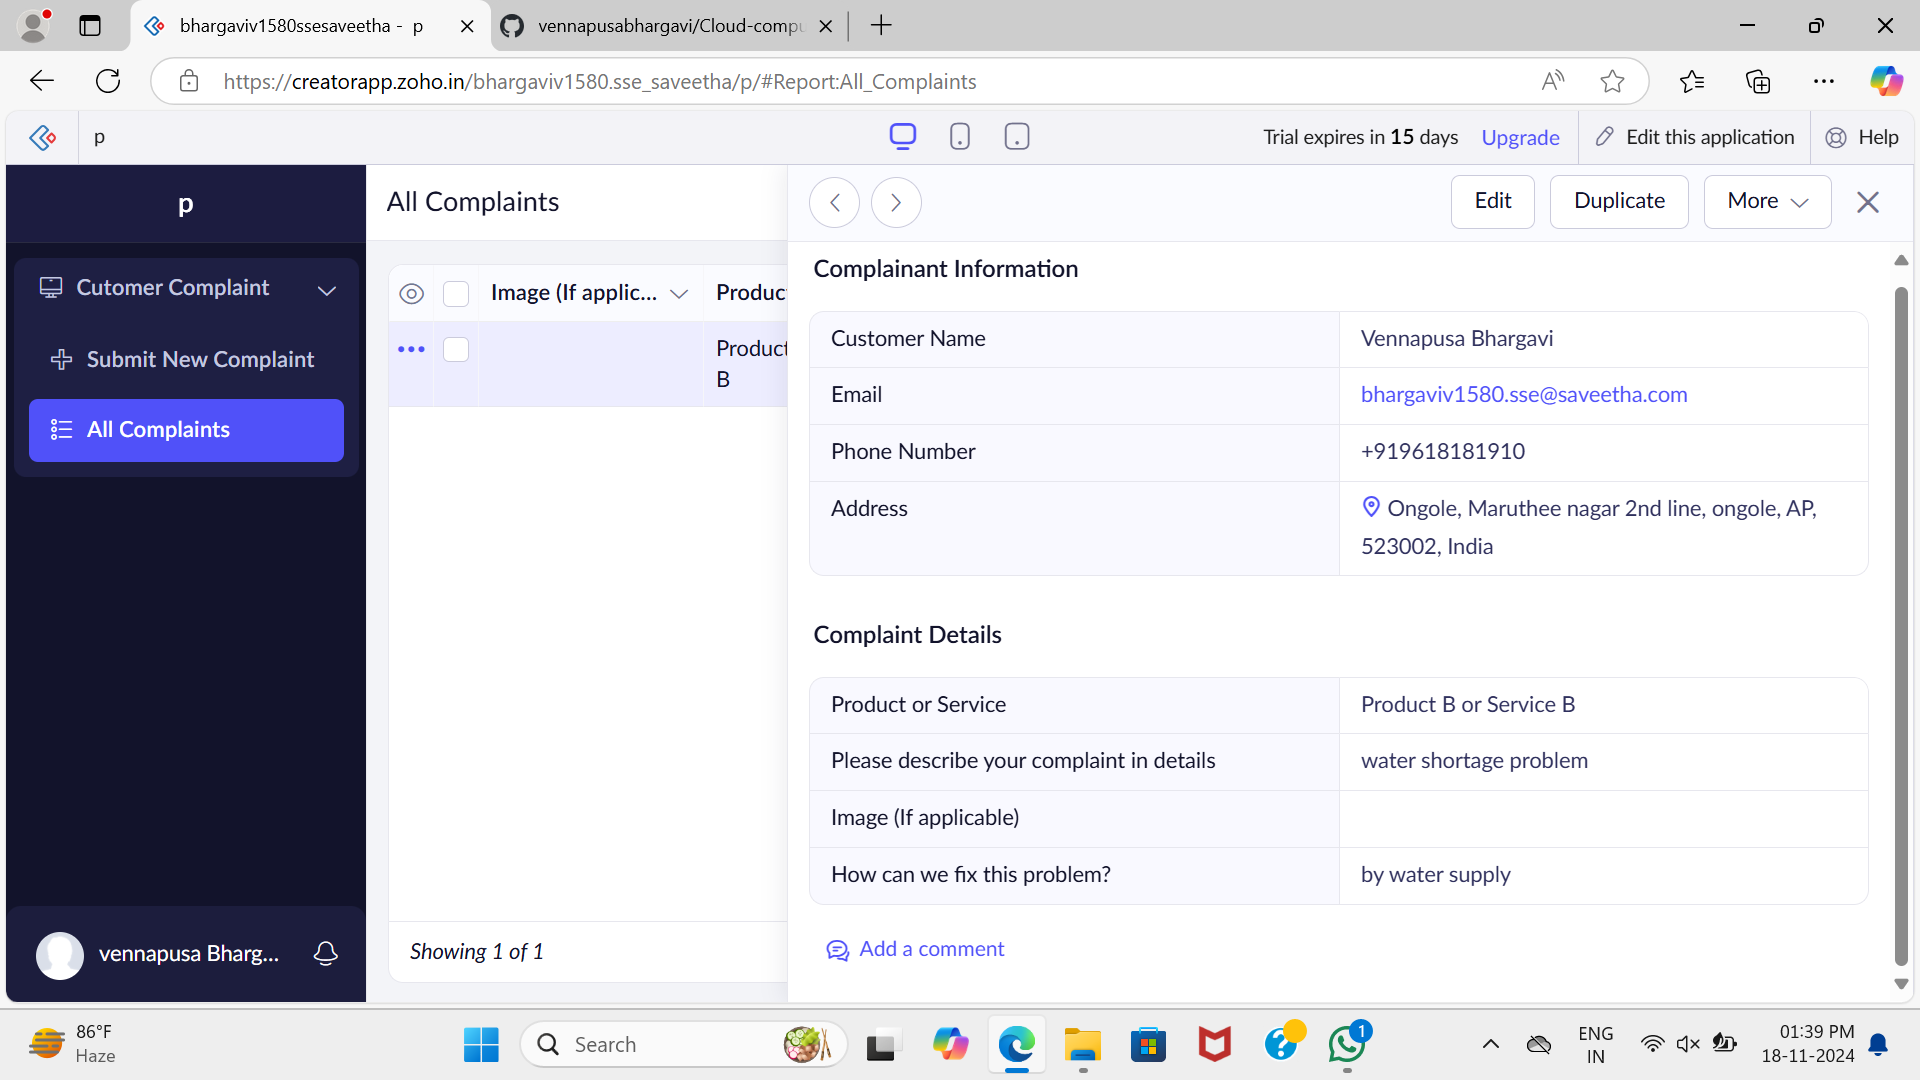 bhargaviv1580ssesaveetha - p
vennapusabhargavi/Cloud-compu
https://creatorapp.zoho.in/bhargaviv1580.sse_saveetha/p/#Report:All_Complaints
p
Trial expires in 15 days Upgrade
Edit this application
Help
p
Cutomer Complaint
Submit New Complaint
All Complaints
vennapusa Bharg...
All Complaints
Image (If applic...
Product
Product
B
Showing 1 of 1
Edit
Duplicate
More
Complainant Information
Customer Name Vennapusa Bhargavi
Email bhargaviv1580.sse@saveetha.com
Phone Number +919618181910
Address Ongole, Maruthee nagar 2nd line, ongole, AP,
523002, India
Complaint Details
Product or Service Product B or Service B
Please describe your complaint in details water shortage problem
Image (If applicable)
How can we fix this problem? by water supply
Add a comment
86°F
Haze
Search
1
ENG
IN
01:39 PM
18-11-2024